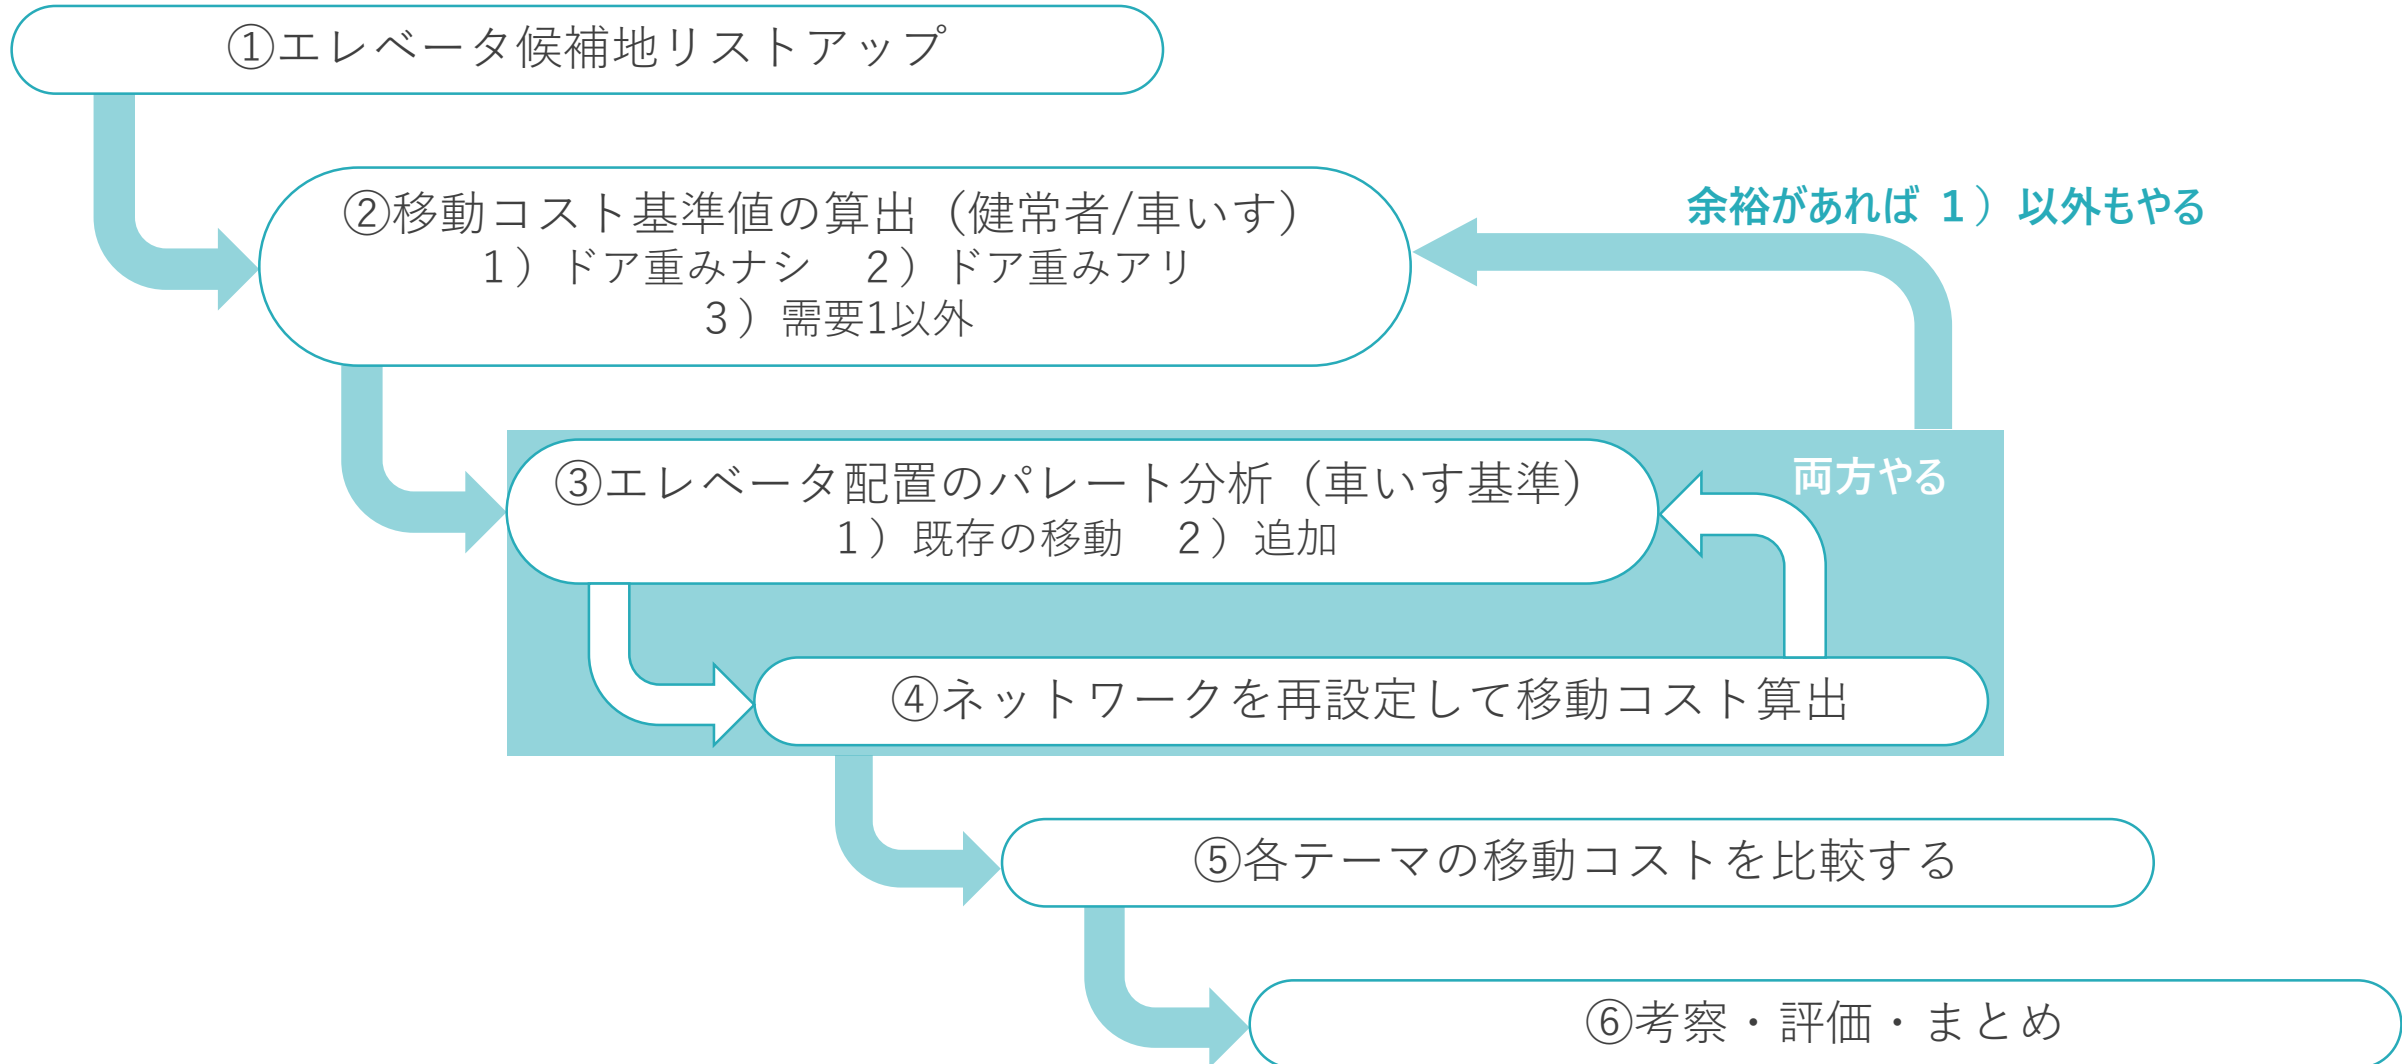 ①エレベータ候補地リストアップ
②移動コスト基準値の算出（健常者/車いす）
１）ドア重みナシ　２）ドア重みアリ
３）需要1以外
余裕があれば １）以外もやる
③エレベータ配置のパレート分析（車いす基準）
１）既存の移動　２）追加
両方やる
④ネットワークを再設定して移動コスト算出
⑤各テーマの移動コストを比較する
⑥考察・評価・まとめ